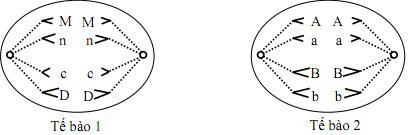 M M A A
n n a a
c c B B
D D b b
Tế bào 1 Tế bào 2